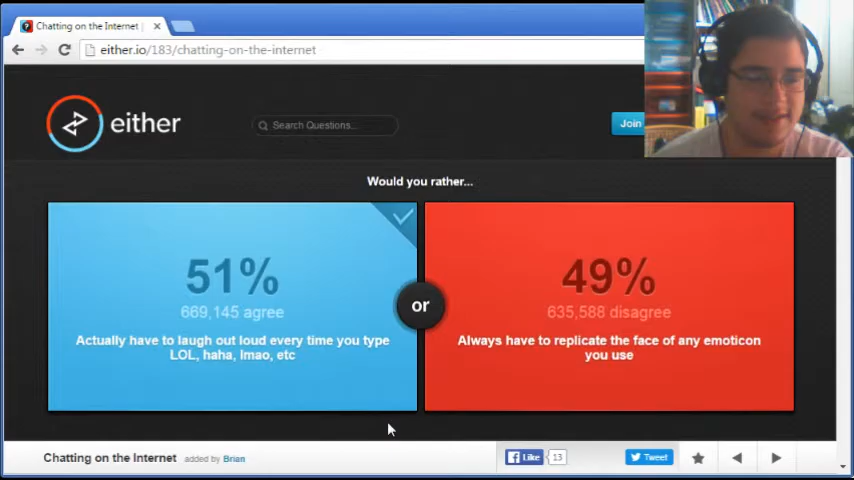 Chatting on the Internet
either.io/183/chatting-on-the-internet
either
Search Questions...
Join
Would you rather...
51%
669,145 agree
Actually have to laugh out loud every time you type
LOL, haha, lmao, etc
or
49%
635,588 disagree
Always have to replicate the face of any emoticon
you use
Chatting on the Internet added by Brian
Like 13
Tweet